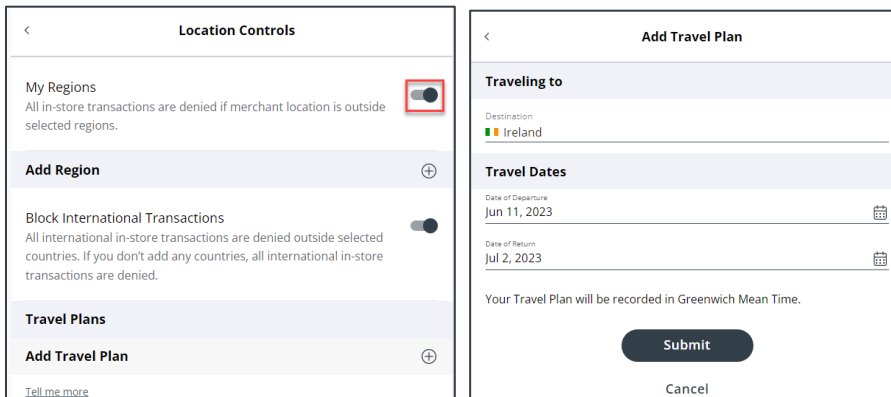 Location Controls
My Regions
All in-store transactions are denied if merchant location is outside
selected regions.
Add Region
Block International Transactions
All international in-store transactions are denied outside selected
countries. If you don't add any countries, all international in-store
transactions are denied.
Travel Plans
Add Travel Plan
Tell me more
Add Travel Plan
Traveling to
Destination
Ireland
Travel Dates
Date of Departure
Jun 11, 2023
Date of Return
Jul 2, 2023
Your Travel Plan will be recorded in Greenwich Mean Time.
Submit
Cancel